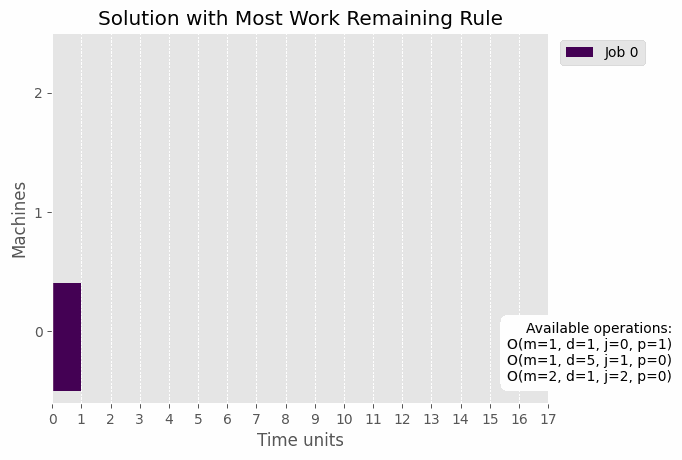 Solution with Most Work Remaining Rule
Job 0
Machines
2
1
0
Available operations:
O(m=1, d=1, j=0, p=1)
O(m=1, d=5, j=1, p=0)
O(m=2, d=1, j=2, p=0)
0 1 2 3 4 5 6 7 8 9 10 11 12 13 14 15 16 17
Time units